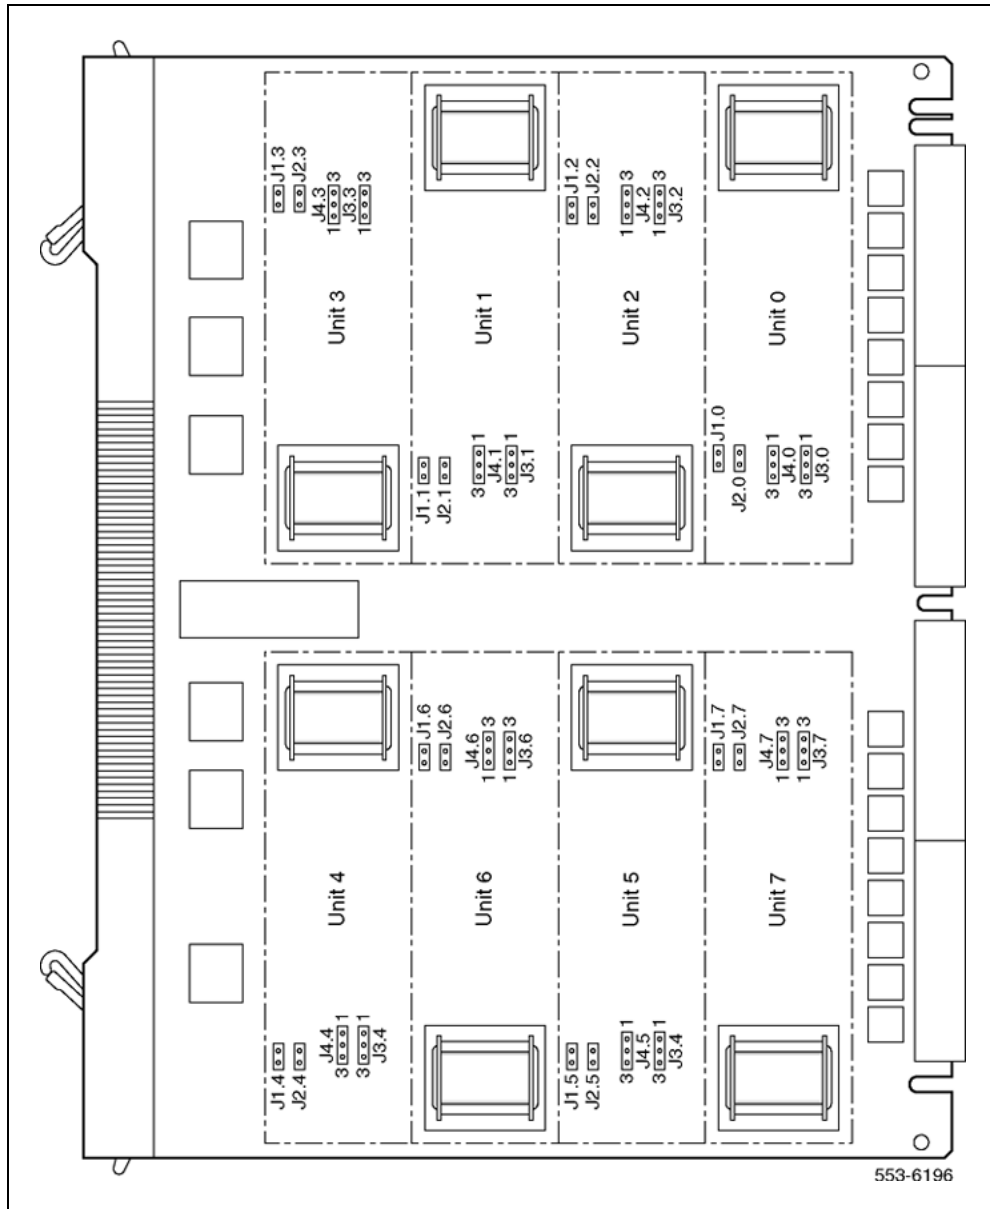 J1.3
J2.3
J4.3
1 3
J3.3
1 3
Unit 3
Unit 1
J1.1
J2.1
3 1
J4.1
3 1
J3.1
J1.2
J2.2
1 3
J4.2
1 3
J3.2
Unit 2
Unit 0
J1.0
J2.0
3 1
J4.0
3 1
J3.0
Unit 4
J1.4
J2.4
J4.4
3 1
3 1
J3.4
J1.6
J2.6
J4.6
1 3
1 3
J3.6
Unit 6
Unit 5
J1.5
J2.5
3 1
J4.5
3 1
J3.4
J1.7
J2.7
J4.7
1 3
1 3
J3.7
Unit 7
553-6196